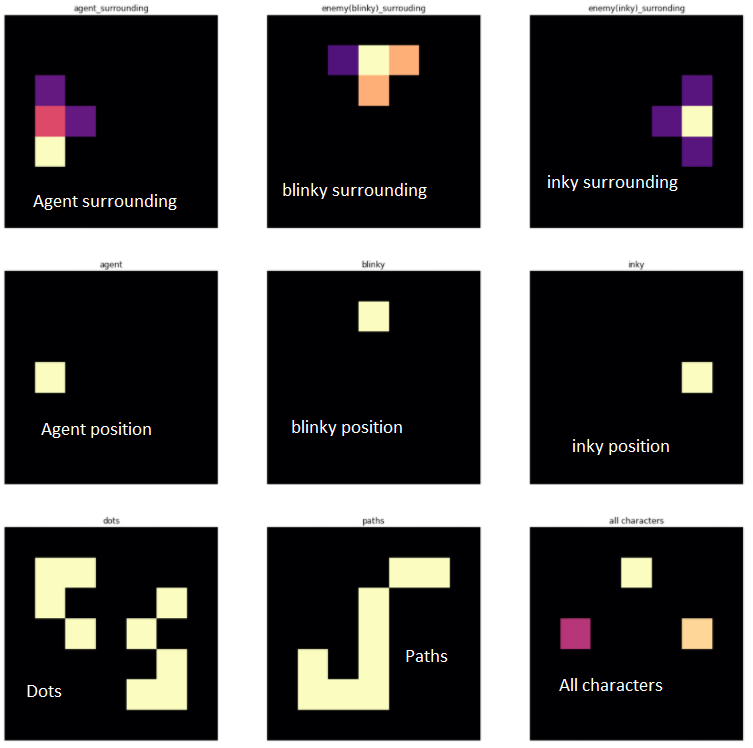 agent_surrounding
enemy(blinky)_surrouding
enemy(inky)_surronding
Agent surrounding
blinky surrounding
inky surrounding
agent
blinky
inky
Agent position
blinky position
inky position
dots
paths
all characters
Dots
Paths
All characters